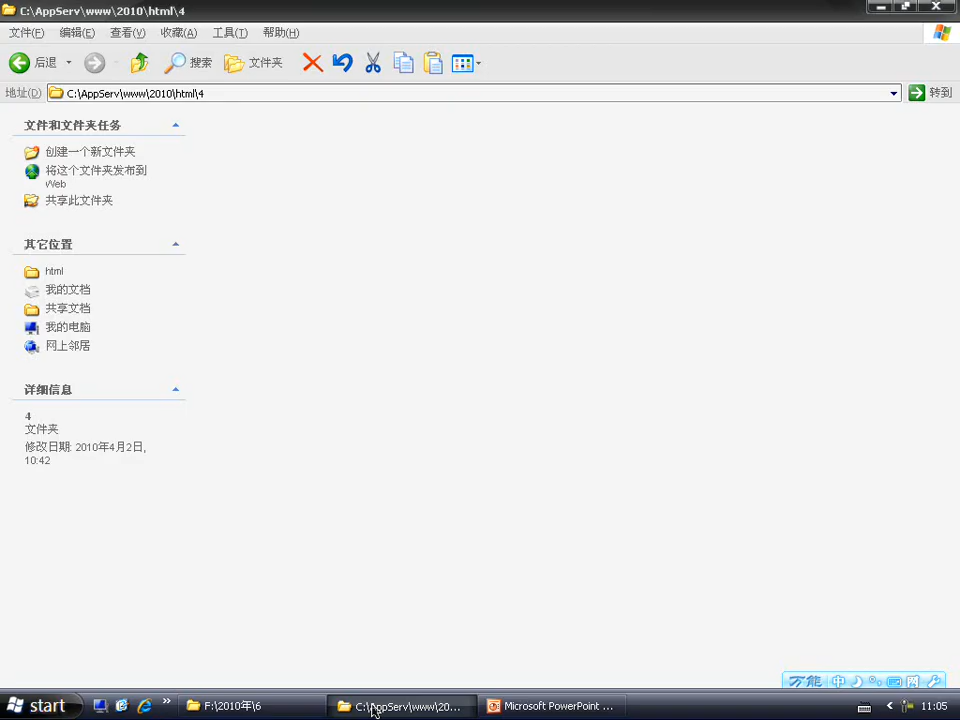 C:\AppServ\www\2010\html\4
文件(F) 编辑(E) 查看(V) 收藏(A) 工具(T) 帮助(H)
后退 搜索 文件夹
地址(D) C:\AppServ\www\2010\html\4 转到
文件和文件夹任务
创建一个新文件夹
将这个文件夹发布到
Web
共享此文件夹
其它位置
html
我的文档
共享文档
我的电脑
网上邻居
详细信息
4
文件夹
修改日期: 2010年4月2日,
10:42
万能 中
start F:\2010年\6 C:\AppServ\www\20... Microsoft PowerPoint ... 11:05